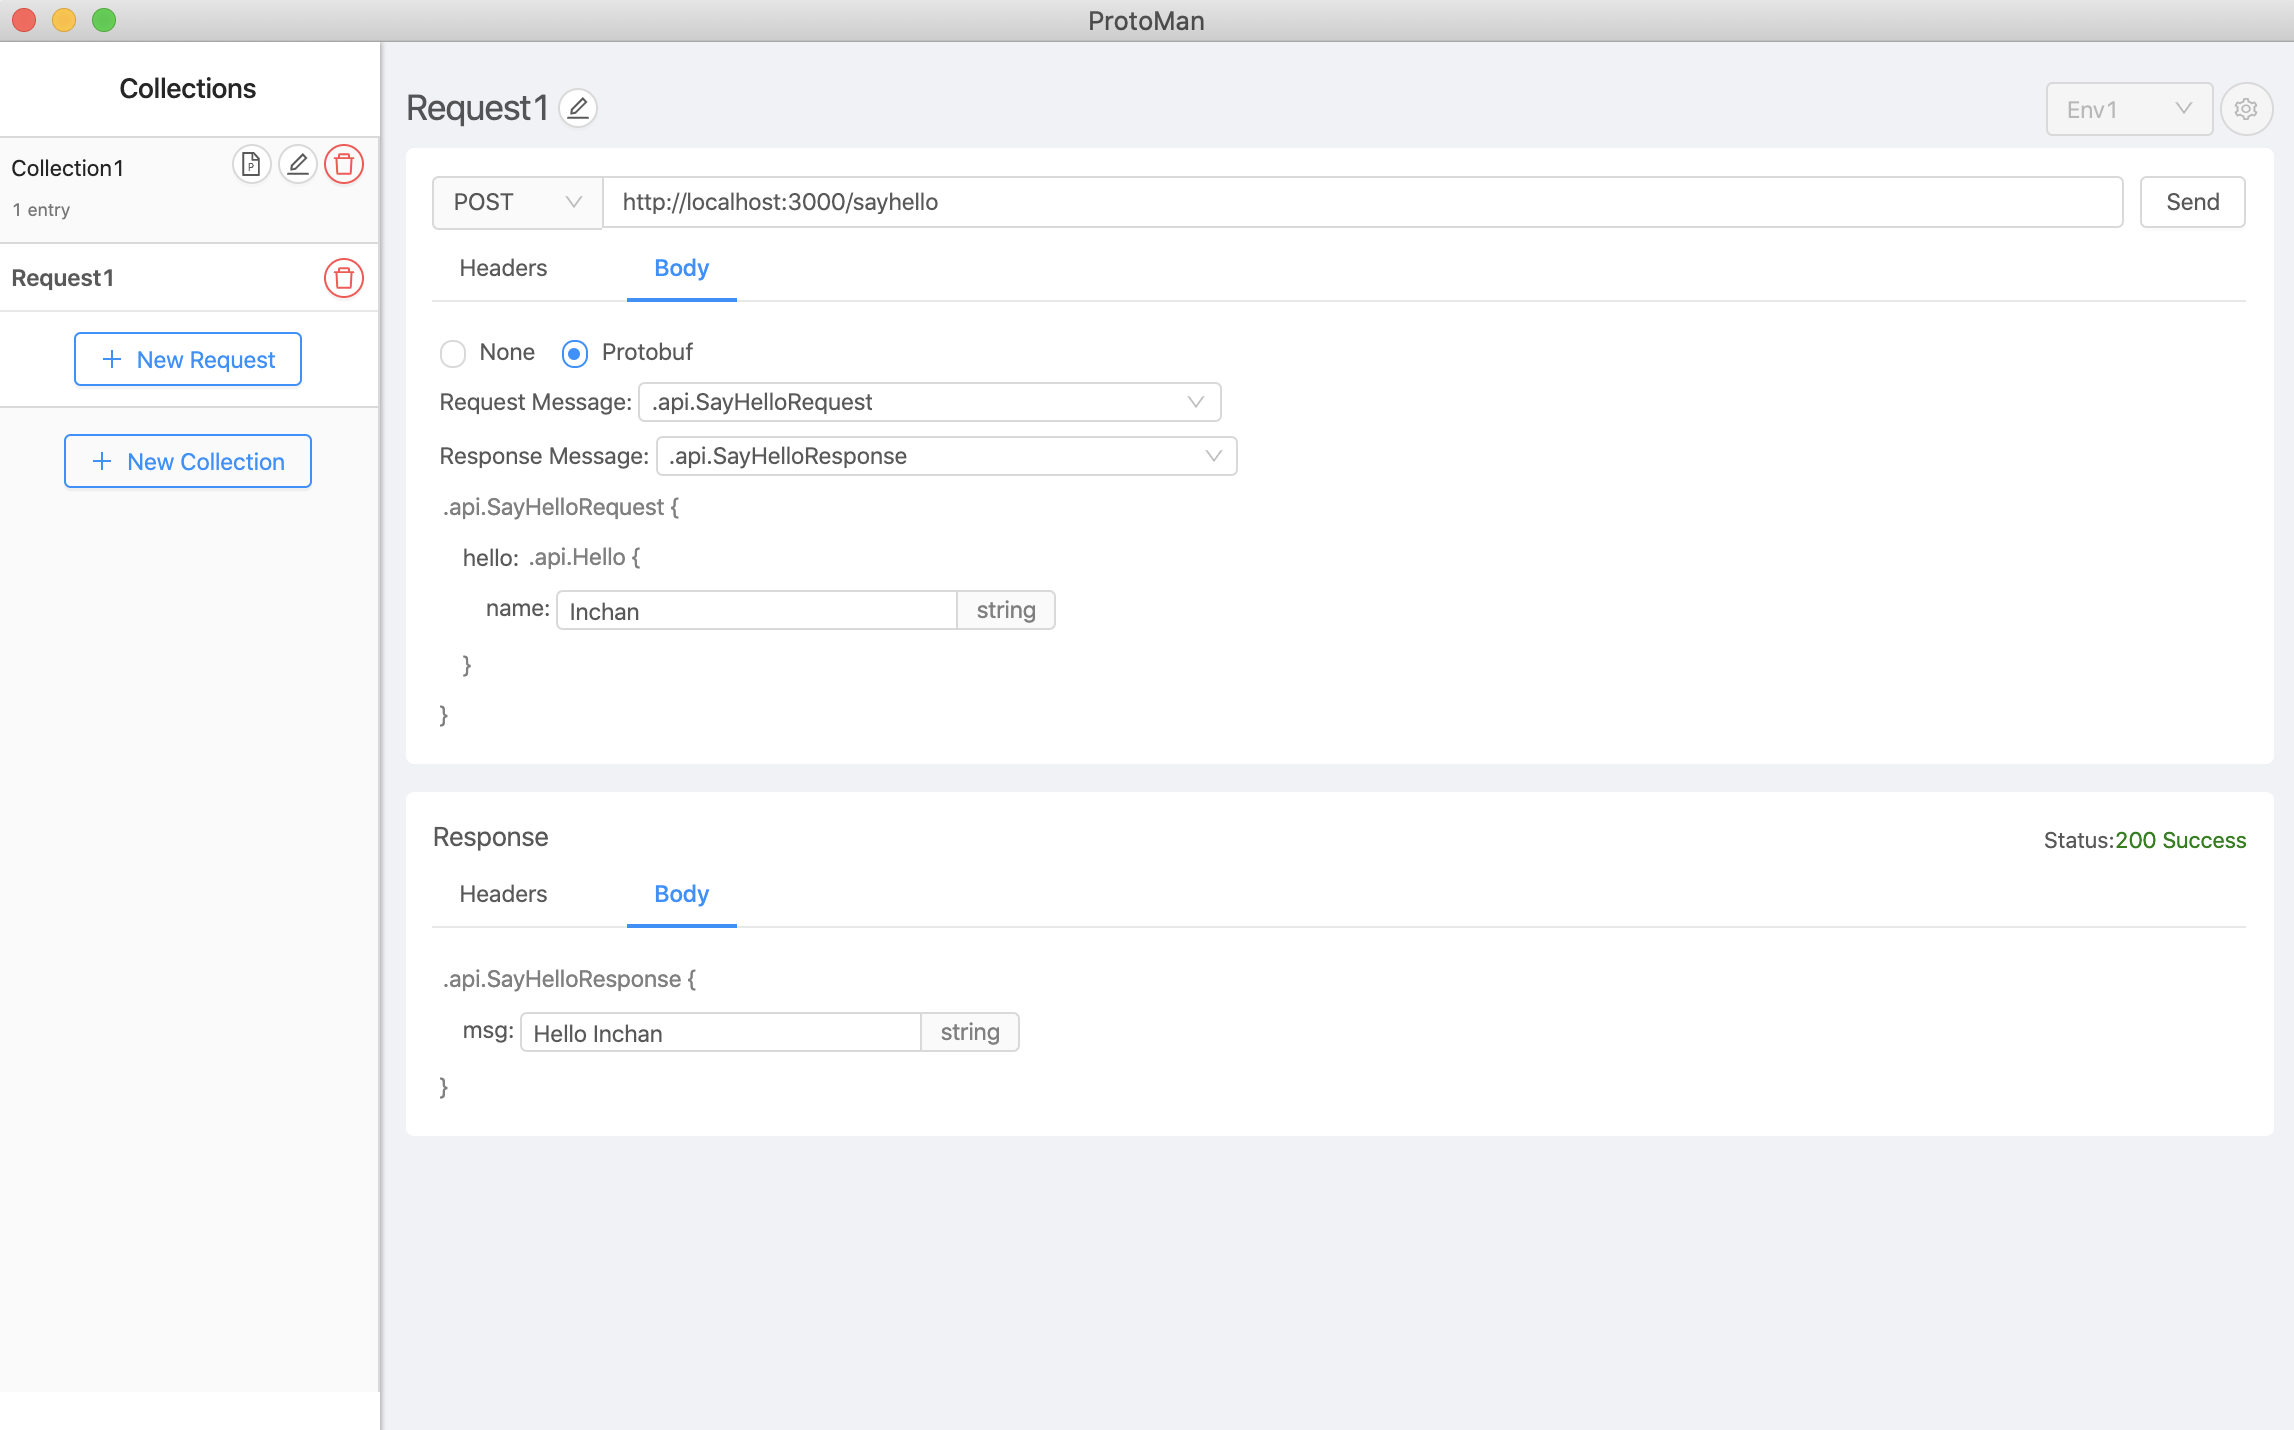 ProtoMan
Collections
Collection1
1 entry
Request1
+ New Request
+ New Collection
Request1
Env1
POST
http://localhost:3000/sayhello
Send
Headers
Body
None
Protobuf
Request Message: .api.SayHelloRequest
Response Message: .api.SayHelloResponse
.api.SayHelloRequest {
hello: .api.Hello {
name: Inchan string
}
}
Response
Status:200 Success
Headers
Body
.api.SayHelloResponse {
msg: Hello Inchan string
}